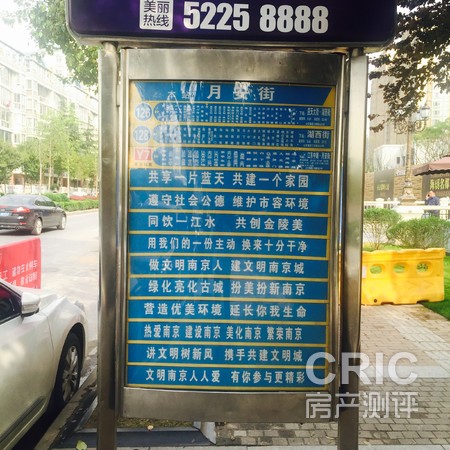 美丽热线 5225 8888
月安街
126
128 湖西街
Y7
共享一片蓝天 共建一个家园
遵守社会公德 维护市容环境
同饮一江水 共创金陵美
用我们的一份主动 换来十分干净
做文明南京人 建文明南京城
绿化亮化古城 扮美扮新南京
营造优美环境 延长你我生命
热爱南京 建设南京 美化南京 繁荣南京
讲文明树新风 携手共建文明城
文明南京人人爱 有你参与更精彩
CRIC
房产测评